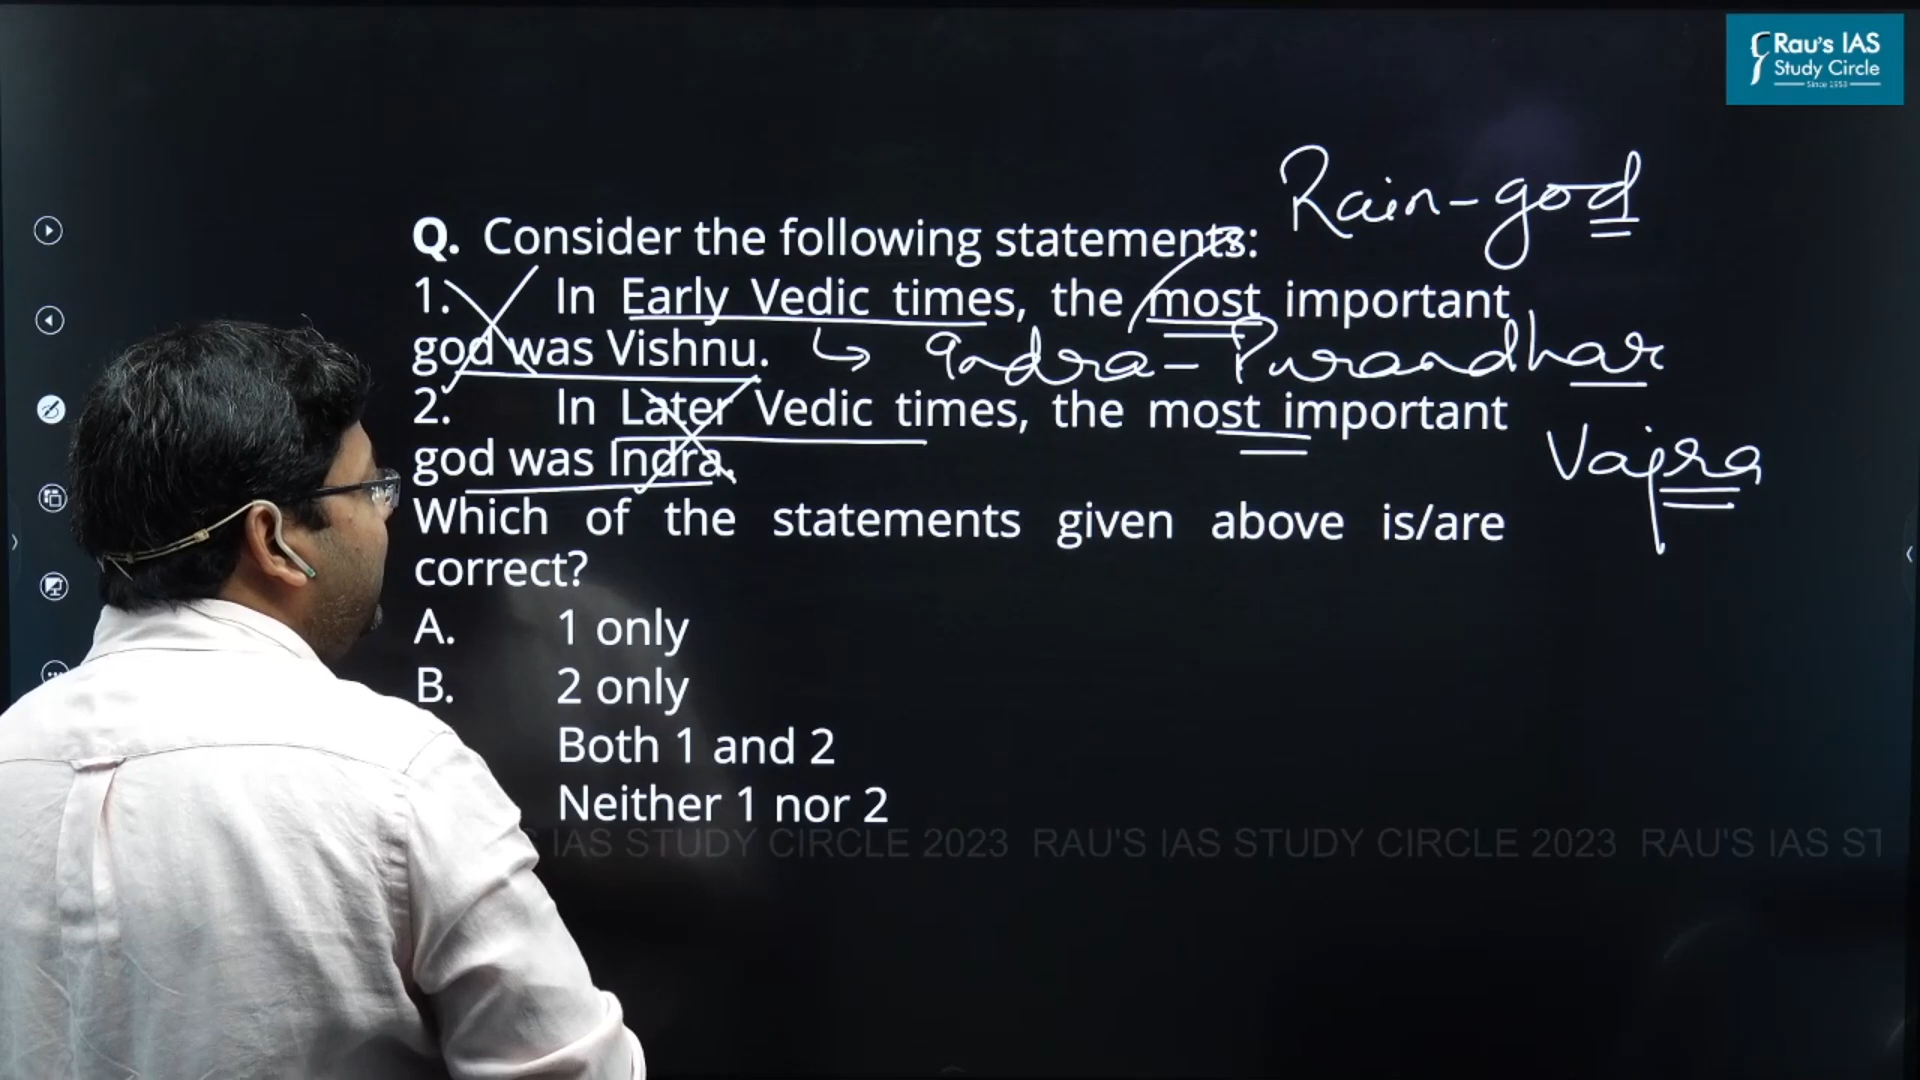 Rau's IAS
Study Circle
Since 1953
Rain-god
Q. Consider the following statements:
1. In Early Vedic times, the most important
god was Vishnu. ↳ Indra - Purandhar
2. In Later Vedic times, the most important
god was Indra.
Vajra
Which of the statements given above is/are
correct?
A. 1 only
B. 2 only
Both 1 and 2
Neither 1 nor 2
S IAS STUDY CIRCLE 2023 RAU'S IAS STUDY CIRCLE 2023 RAU'S IAS ST